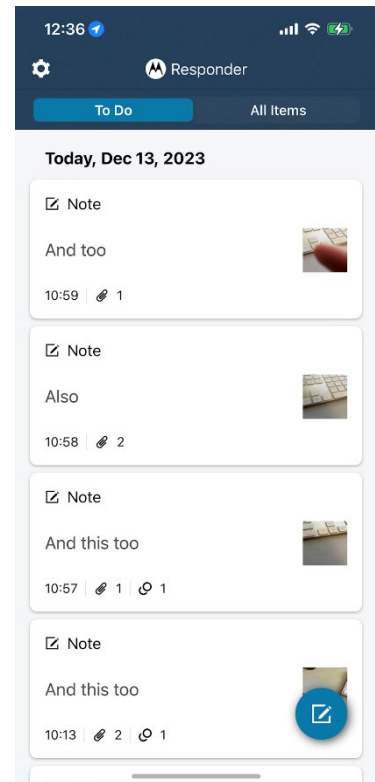 12:36
Responder
To Do All Items
Today, Dec 13, 2023
Note
And too
10:59 1
Note
Also
10:58 2
Note
And this too
10:57 1 1
Note
And this too
10:13 2 1